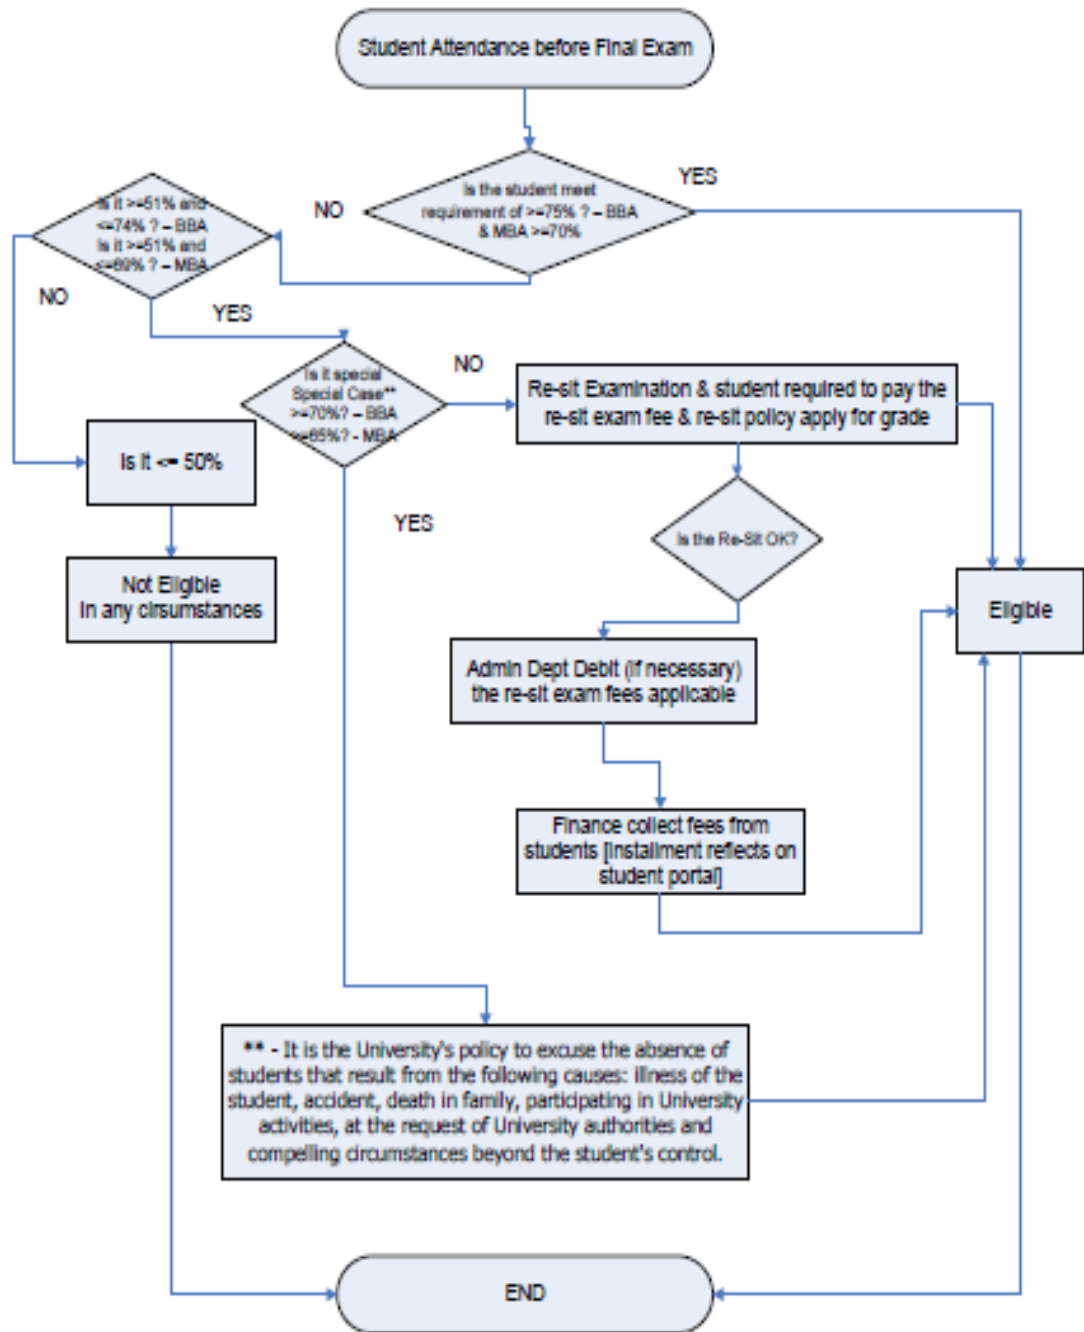 Student Attendance before Final Exam
Is the student meet
requirement of >=75% ? – BBA
& MBA >=70%
YES
NO
Is it >=51% and
<=74% ? – BBA
Is it >=51% and
<=69% ? – MBA
NO
YES
Is it special
Special Case**
>=70%? – BBA
>=65%? - MBA
NO
Re-sit Examination & student required to pay the
re-sit exam fee & re-sit policy apply for grade
Is it <= 50%
YES
Is the Re-Sit OK?
Not Eligible
In any cirsumstances
Eligible
Admin Dept Debit (if necessary)
the re-sit exam fees applicable
Finance collect fees from
students [Installment reflects on
student portal]
** - It is the University's policy to excuse the absence of
students that result from the following causes: illness of the
student, accident, death in family, participating in University
activities, at the request of University authorities and
compelling circumstances beyond the student's control.
END